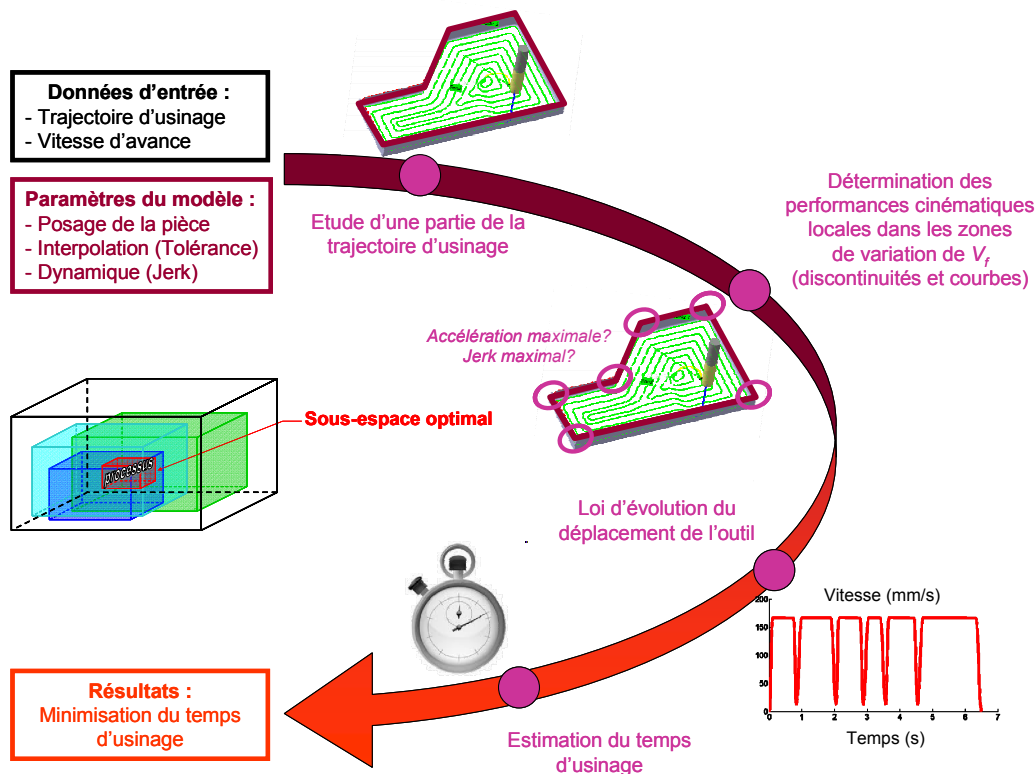 Données d'entrée :
- Trajectoire d'usinage
- Vitesse d'avance
Paramètres du modèle :
- Posage de la pièce
- Interpolation (Tolérance)
- Dynamique (Jerk)
Etude d'une partie de la
trajectoire d'usinage
Détermination des
performances cinématiques
locales dans les zones
de variation de Vf
(discontinuités et courbes)
Accélération maximale?
Jerk maximal?
Sous-espace optimal
processus
Loi d'évolution du
déplacement de l'outil
Vitesse (mm/s)
200
150
100
50
0
0 1 2 3 4 5 6 7
Temps (s)
Estimation du temps
d'usinage
Résultats :
Minimisation du temps
d'usinage